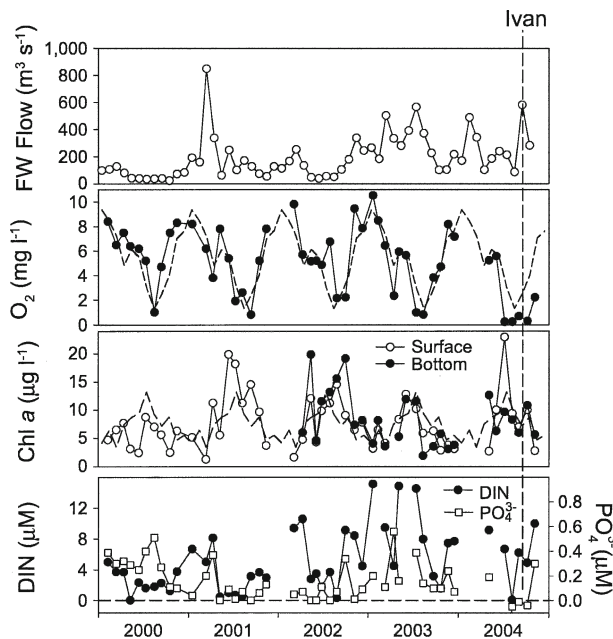 Ivan
FW Flow (m³ s⁻¹)
1,000
800
600
400
200
0
O₂ (mg l⁻¹)
10
8
6
4
2
0
Chl a (µg l⁻¹)
20
15
10
5
0
Surface
Bottom
DIN (µM)
12
8
4
0
DIN
PO₄³⁻
0.8
0.6
0.4
0.2
0.0
PO₄³⁻ (µM)
2000 2001 2002 2003 2004